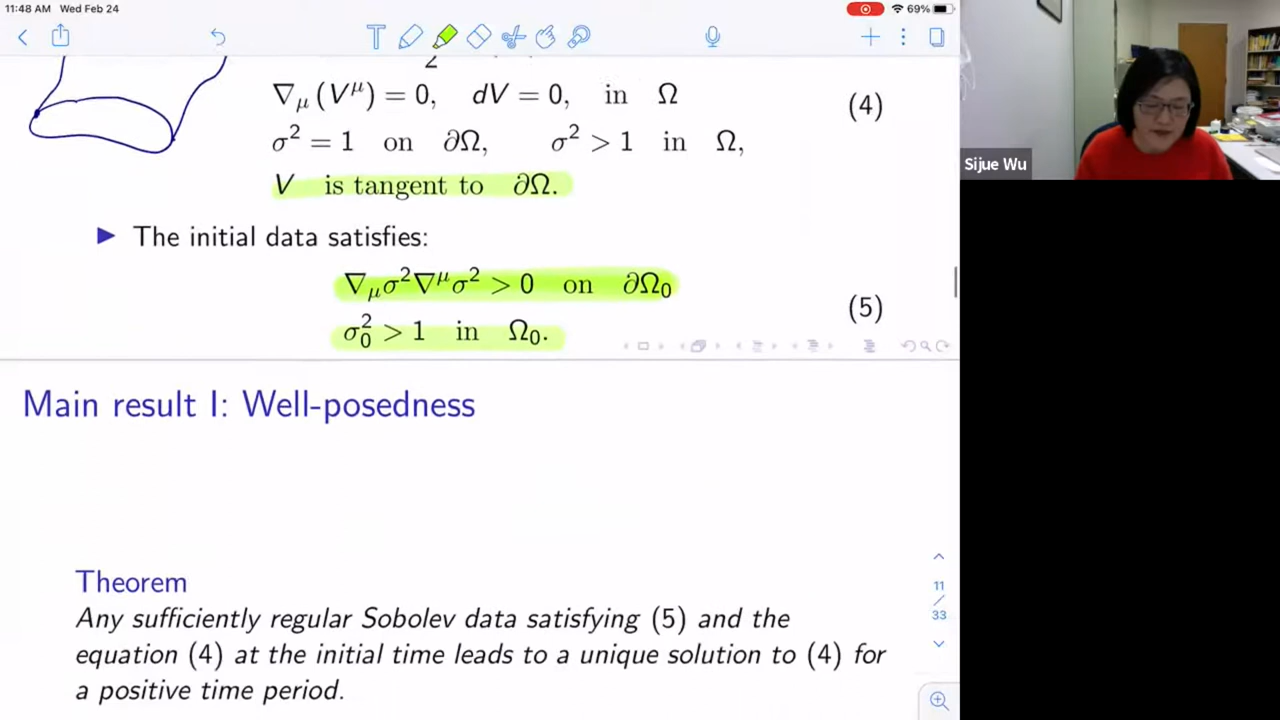 11:48 AM Wed Feb 24
69%
∇_μ(V^μ) = 0, dV = 0, in Ω
(4)
σ² = 1 on ∂Ω, σ² > 1 in Ω,
V is tangent to ∂Ω.
Sijue Wu
▶ The initial data satisfies:
∇_μσ²∇^μσ² > 0 on ∂Ω₀
(5)
σ₀² > 1 in Ω₀.
Main result I: Well-posedness
11
/
33
Theorem
Any sufficiently regular Sobolev data satisfying (5) and the
equation (4) at the initial time leads to a unique solution to (4) for
a positive time period.